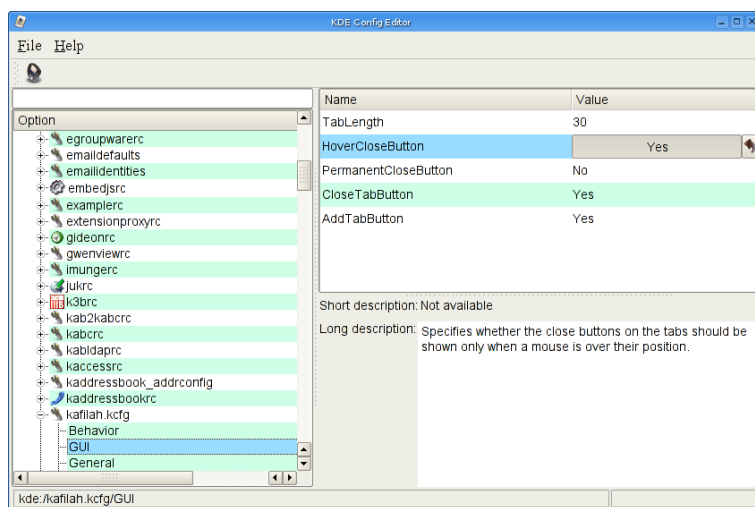 KDE Config Editor
File Help
Option
egroupwarerc
emaildefaults
emailidentities
embedjsrc
examplerc
extensionproxyrc
gideonrc
gwenviewrc
imungerc
jukrc
k3brc
kab2kabcrc
kabcrc
kabldaprc
kaccessrc
kaddressbook_addrconfig
kaddressbookrc
kafilah.kcfg
Behavior
GUI
General
Name Value
TabLength 30
HoverCloseButton Yes
PermanentCloseButton No
CloseTabButton Yes
AddTabButton Yes
Short description: Not available
Long description: Specifies whether the close buttons on the tabs should be
shown only when a mouse is over their position.
kde:/kafilah.kcfg/GUI